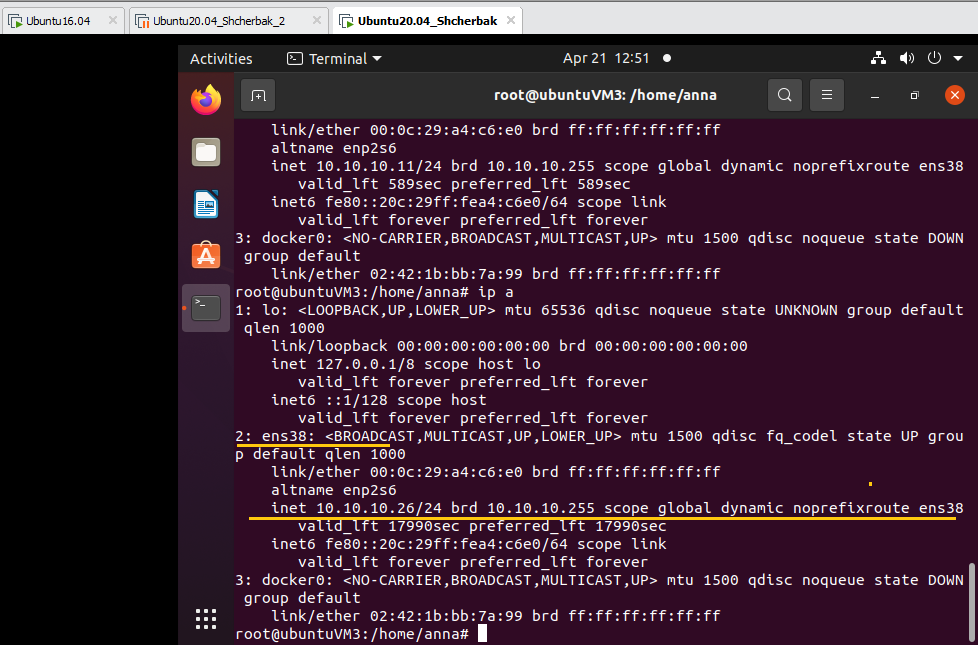 Ubuntu16.04
Ubuntu20.04_Shcherbak_2
Ubuntu20.04_Shcherbak
Activities
Terminal
Apr 21 12:51
root@ubuntuVM3: /home/anna
link/ether 00:0c:29:a4:c6:e0 brd ff:ff:ff:ff:ff:ff
altname enp2s6
inet 10.10.10.11/24 brd 10.10.10.255 scope global dynamic noprefixroute ens38
valid_lft 589sec preferred_lft 589sec
inet6 fe80::20c:29ff:fea4:c6e0/64 scope link
valid_lft forever preferred_lft forever
3: docker0: <NO-CARRIER,BROADCAST,MULTICAST,UP> mtu 1500 qdisc noqueue state DOWN
group default
link/ether 02:42:1b:bb:7a:99 brd ff:ff:ff:ff:ff:ff
root@ubuntuVM3:/home/anna# ip a
1: lo: <LOOPBACK,UP,LOWER_UP> mtu 65536 qdisc noqueue state UNKNOWN group default
qlen 1000
link/loopback 00:00:00:00:00:00 brd 00:00:00:00:00:00
inet 127.0.0.1/8 scope host lo
valid_lft forever preferred_lft forever
inet6 ::1/128 scope host
valid_lft forever preferred_lft forever
2: ens38: <BROADCAST,MULTICAST,UP,LOWER_UP> mtu 1500 qdisc fq_codel state UP grou
p default qlen 1000
link/ether 00:0c:29:a4:c6:e0 brd ff:ff:ff:ff:ff:ff
altname enp2s6
inet 10.10.10.26/24 brd 10.10.10.255 scope global dynamic noprefixroute ens38
valid_lft 17990sec preferred_lft 17990sec
inet6 fe80::20c:29ff:fea4:c6e0/64 scope link
valid_lft forever preferred_lft forever
3: docker0: <NO-CARRIER,BROADCAST,MULTICAST,UP> mtu 1500 qdisc noqueue state DOWN
group default
link/ether 02:42:1b:bb:7a:99 brd ff:ff:ff:ff:ff:ff
root@ubuntuVM3:/home/anna#